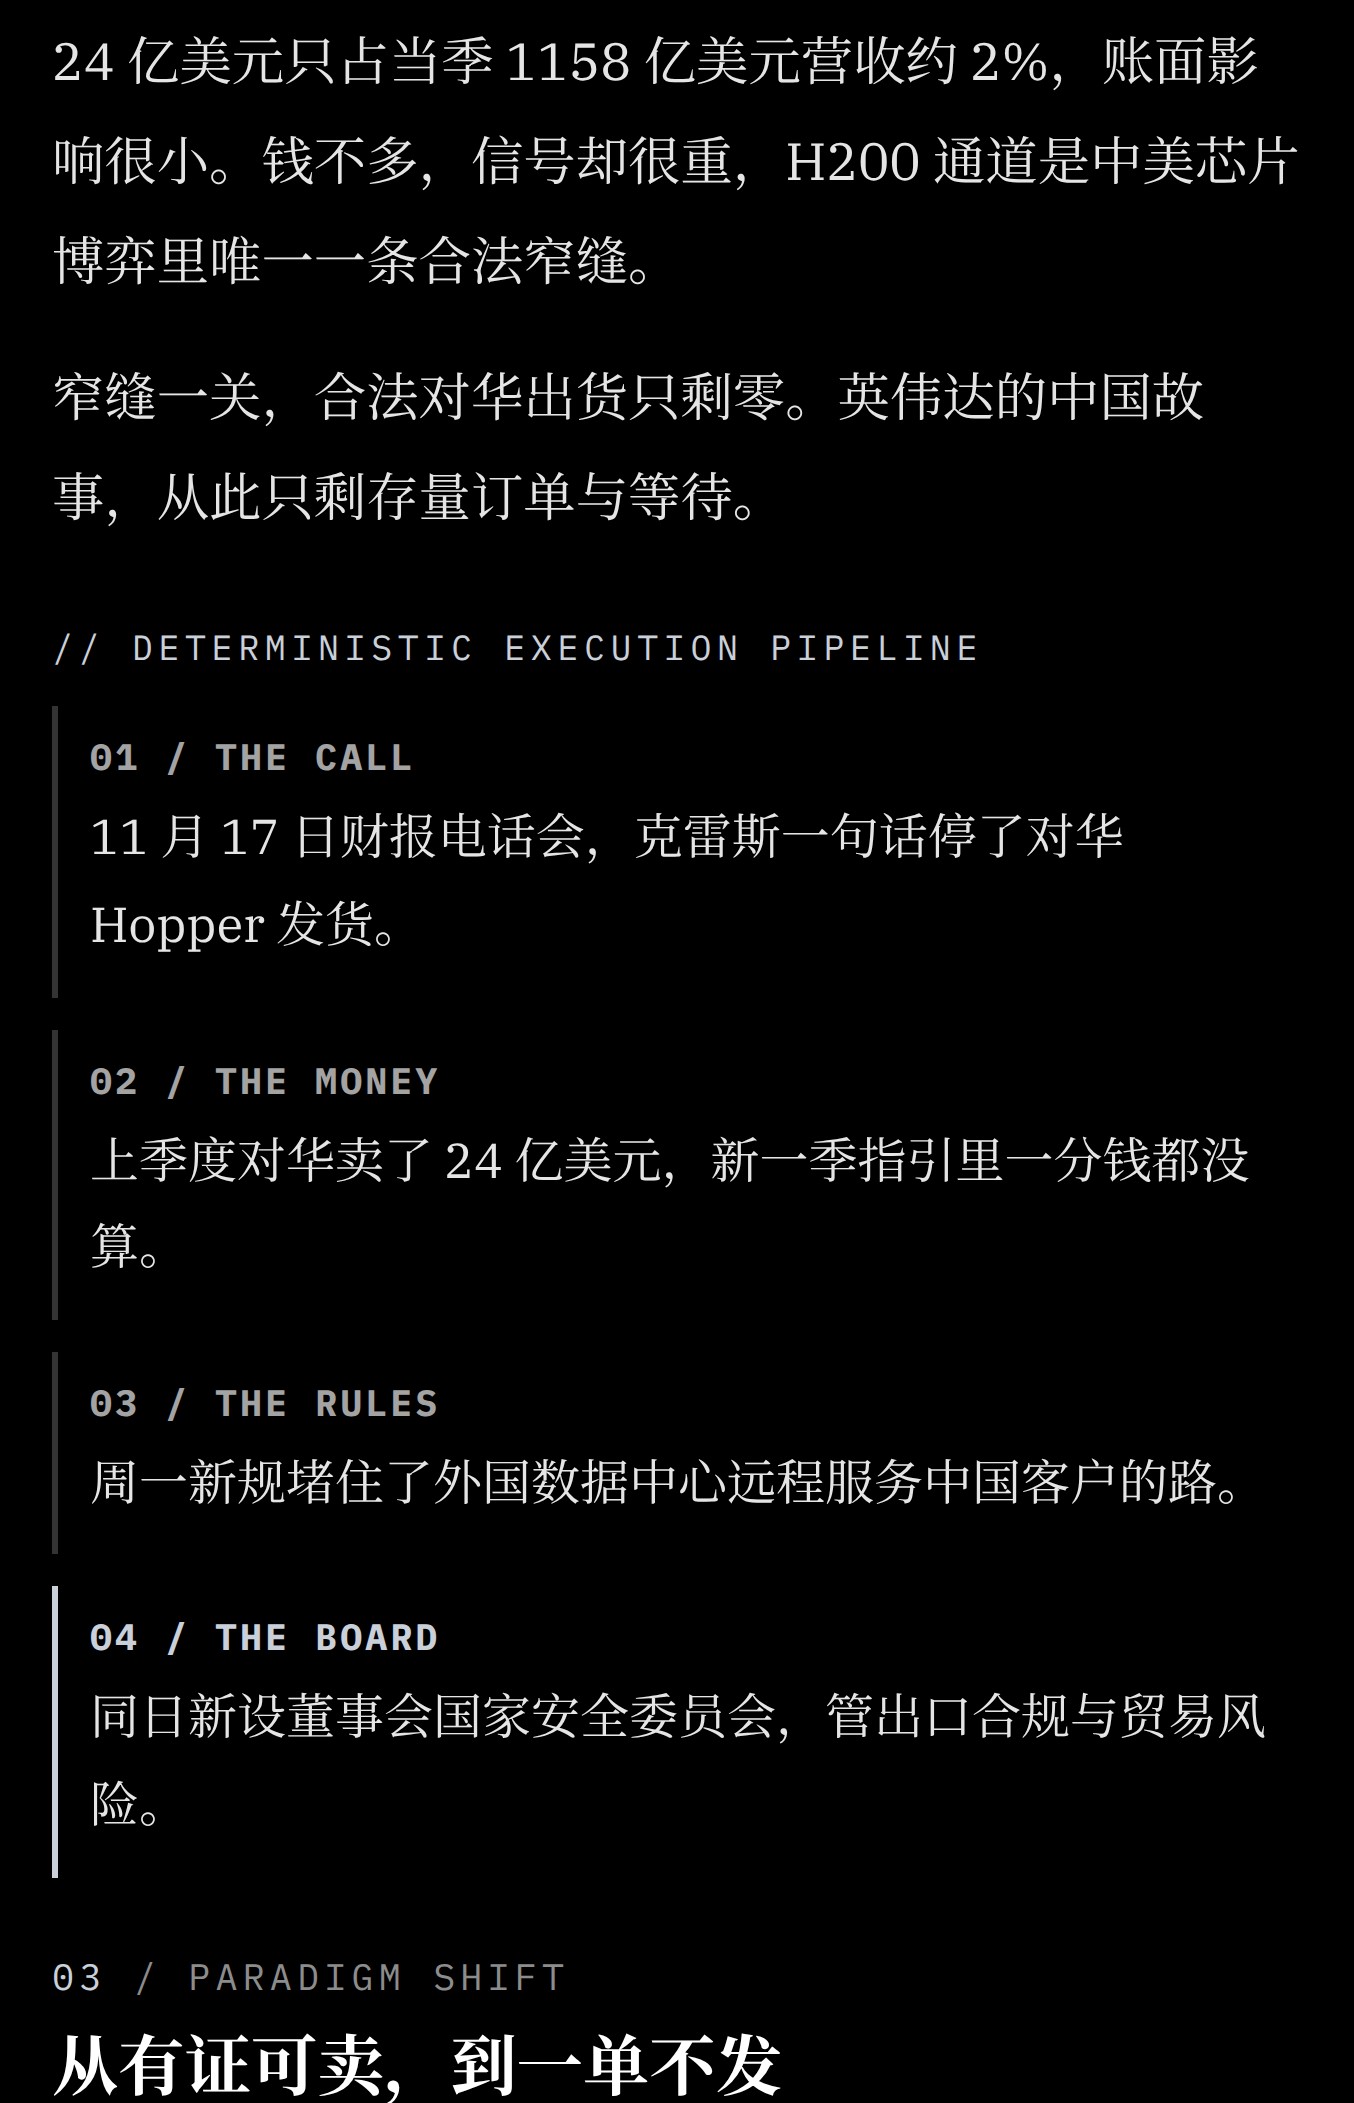 24 亿美元只占当季 1158 亿美元营收约 2%，账面影
响很小。钱不多，信号却很重，H200 通道是中美芯片
博弈里唯一一条合法窄缝。
窄缝一关，合法对华出货只剩零。英伟达的中国故
事，从此只剩存量订单与等待。
// DETERMINISTIC EXECUTION PIPELINE
01 / THE CALL
11 月 17 日财报电话会，克雷斯一句话停了对华
Hopper 发货。
02 / THE MONEY
上季度对华卖了 24 亿美元，新一季指引里一分钱都没
算。
03 / THE RULES
周一新规堵住了外国数据中心远程服务中国客户的路。
04 / THE BOARD
同日新设董事会国家安全委员会，管出口合规与贸易风
险。
03 / PARADIGM SHIFT
从有证可卖，到一单不发